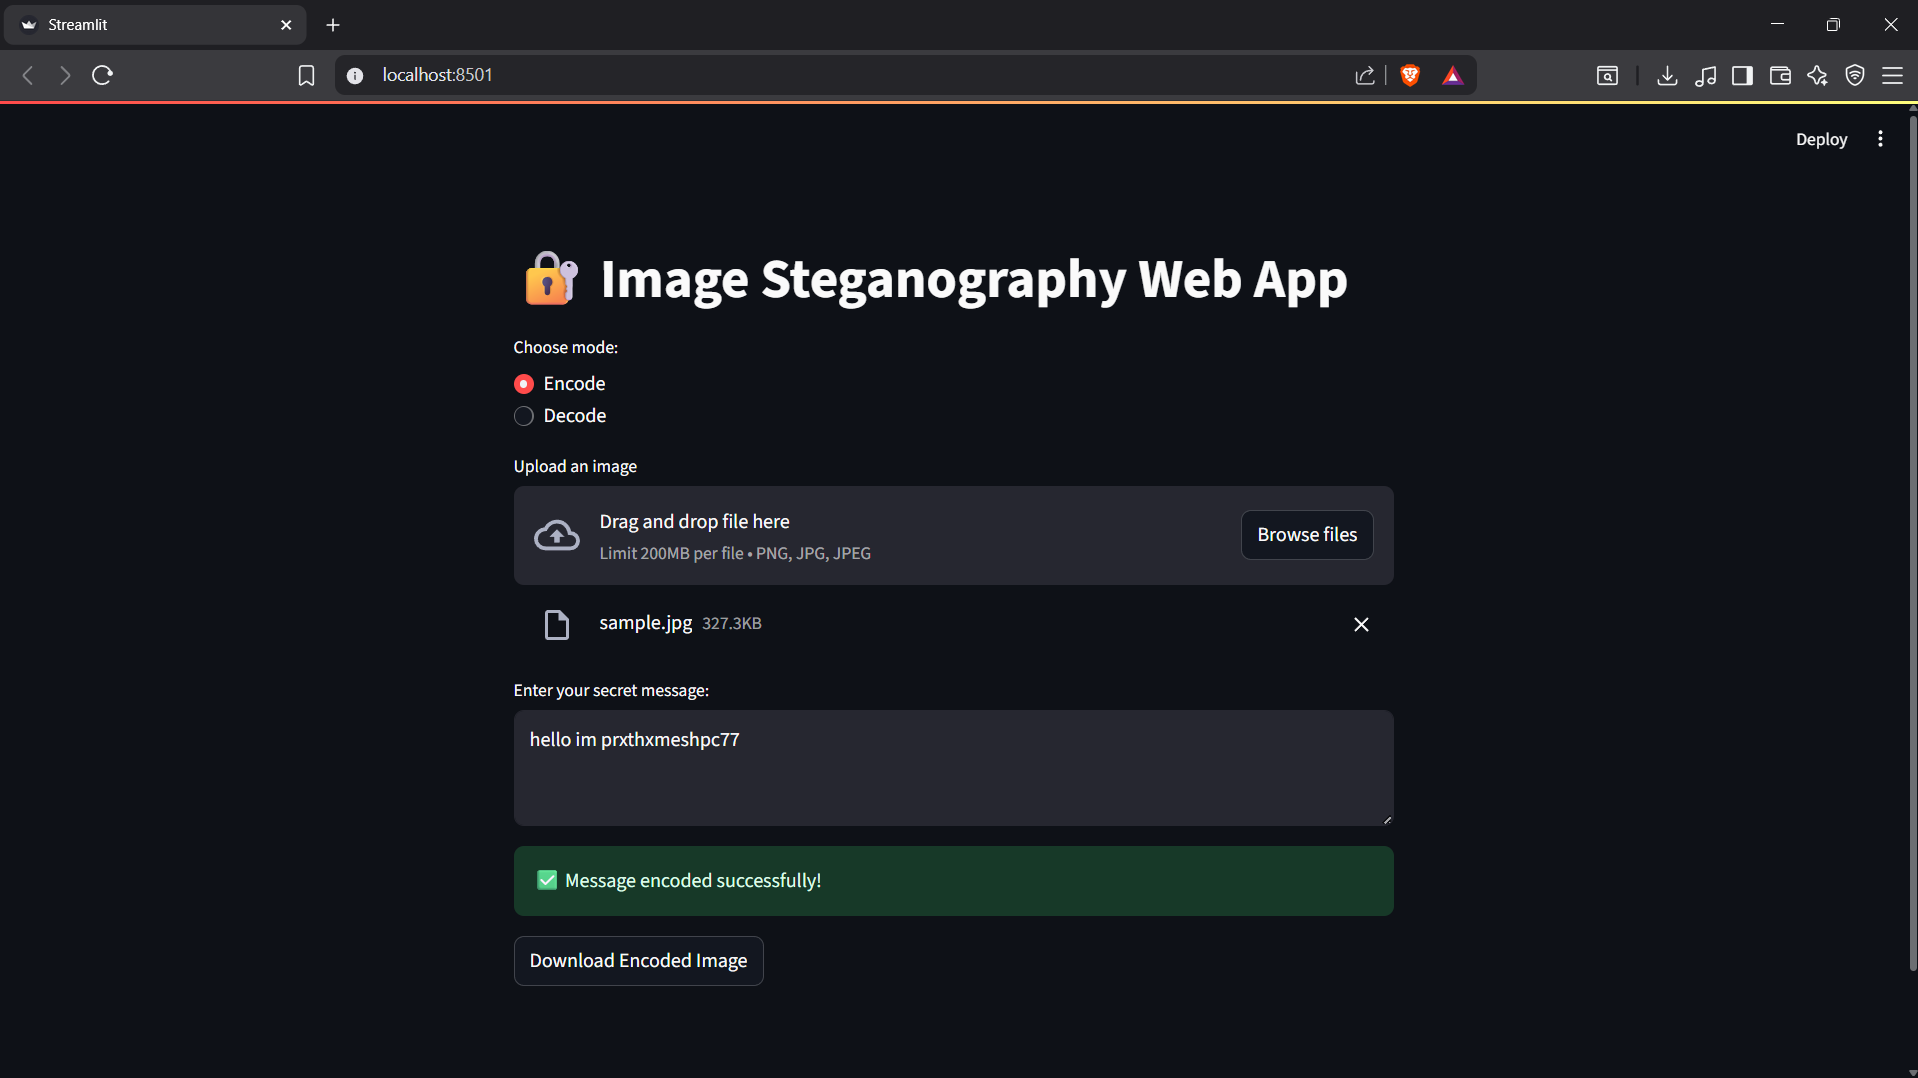 Streamlit
localhost:8501
Deploy
Image Steganography Web App
Choose mode:
Encode
Decode
Upload an image
Drag and drop file here
Limit 200MB per file • PNG, JPG, JPEG
Browse files
sample.jpg 327.3KB
Enter your secret message:
hello im prxthxmeshpc77
Message encoded successfully!
Download Encoded Image